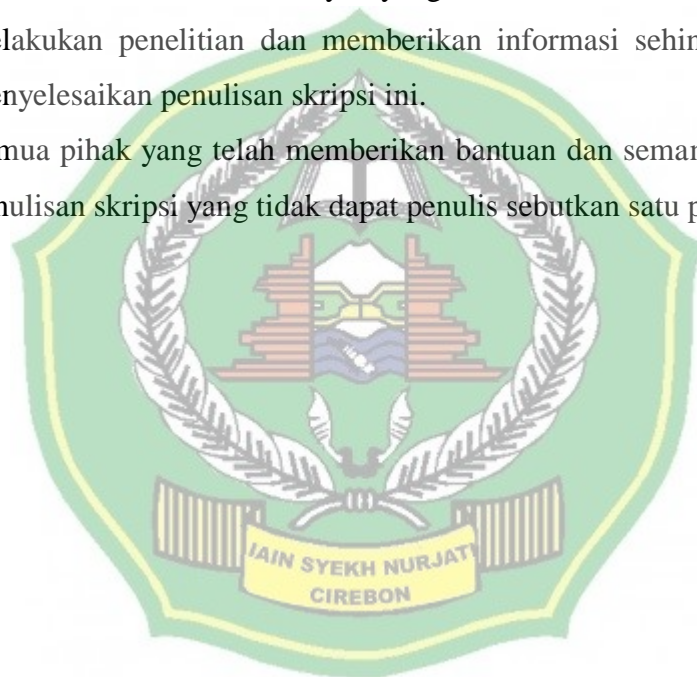 elakukan penelitian dan memberikan informasi sehin
enyelesaikan penulisan skripsi ini.
mua pihak yang telah memberikan bantuan dan seman
nulisan skripsi yang tidak dapat penulis sebutkan satu p
IAIN SYEKH NURJATI
CIREBON